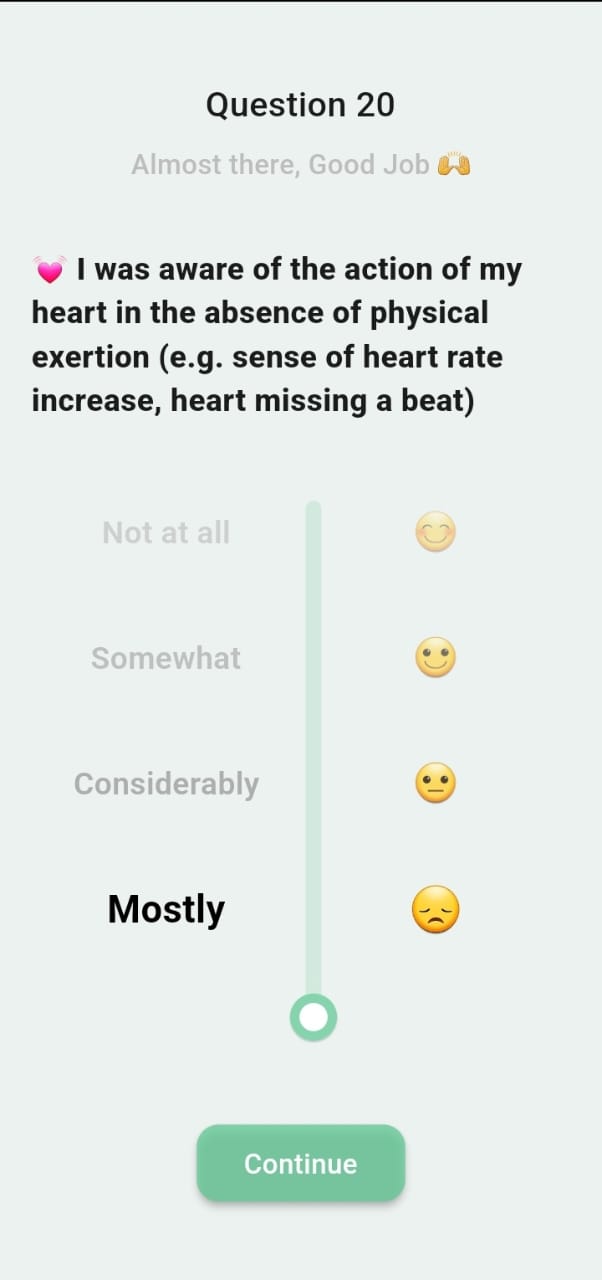 Question 20
Almost there, Good Job 🙌
💓 I was aware of the action of my
heart in the absence of physical
exertion (e.g. sense of heart rate
increase, heart missing a beat)
Not at all
Somewhat
Considerably
Mostly
Continue